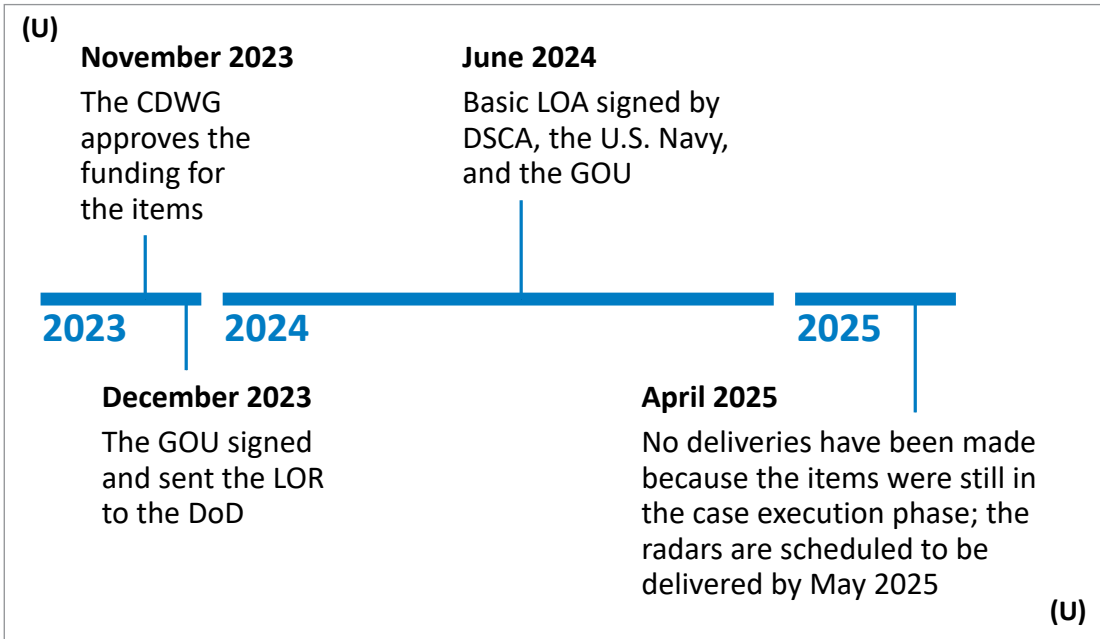 (U)
November 2023
The CDWG
approves the
funding for
the items
June 2024
Basic LOA signed by
DSCA, the U.S. Navy,
and the GOU
2023
2024
2025
December 2023
The GOU signed
and sent the LOR
to the DoD
April 2025
No deliveries have been made
because the items were still in
the case execution phase; the
radars are scheduled to be
delivered by May 2025
(U)